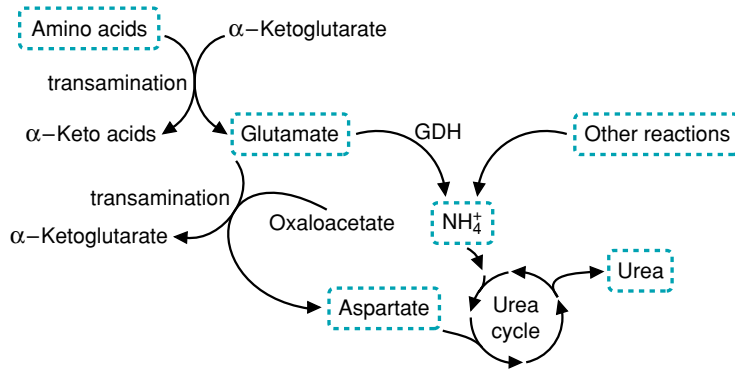 Amino acids
α−Ketoglutarate
transamination
α−Keto acids
Glutamate
GDH
Other reactions
transamination
Oxaloacetate
NH₄⁺
α−Ketoglutarate
Urea
Aspartate
Urea
cycle